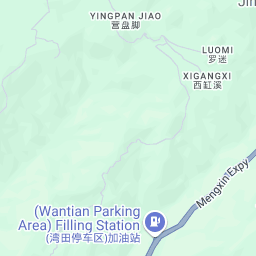 Jin
YINGPAN JIAO
营盘脚
LUOMI
罗迷
XIGANGXI
西缸溪
Mengxin Expy
(Wantian Parking
Area) Filling Station
(湾田停车区)加油站